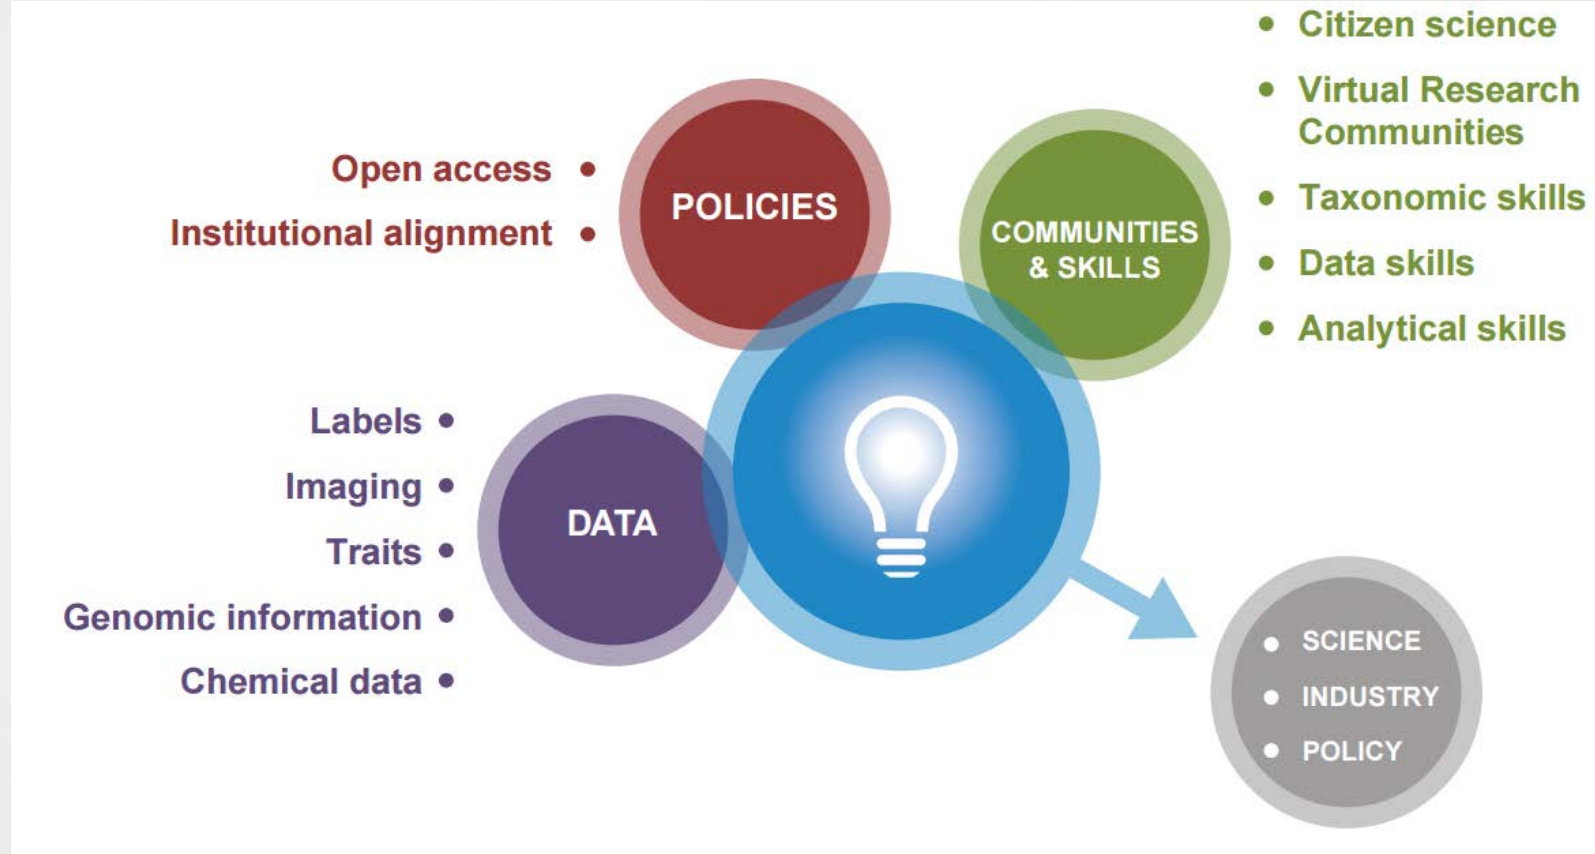 Open access
Institutional alignment
POLICIES
COMMUNITIES
& SKILLS
Citizen science
Virtual Research
Communities
Taxonomic skills
Data skills
Analytical skills
Labels
Imaging
Traits
Genomic information
Chemical data
DATA
SCIENCE
INDUSTRY
POLICY